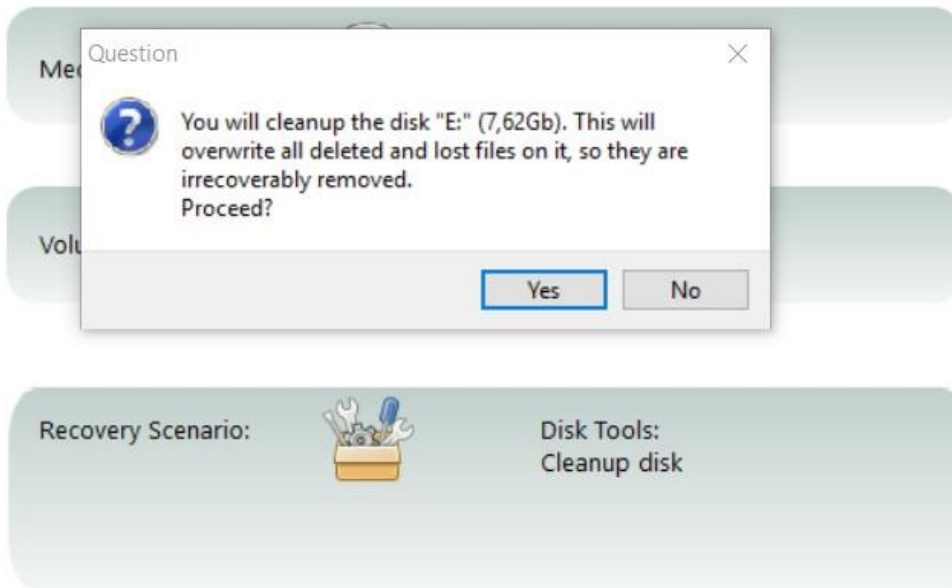 Question
You will cleanup the disk "E:" (7,62Gb). This will
overwrite all deleted and lost files on it, so they are
irrecoverably removed.
Proceed?
Yes No
Recovery Scenario:
Disk Tools:
Cleanup disk